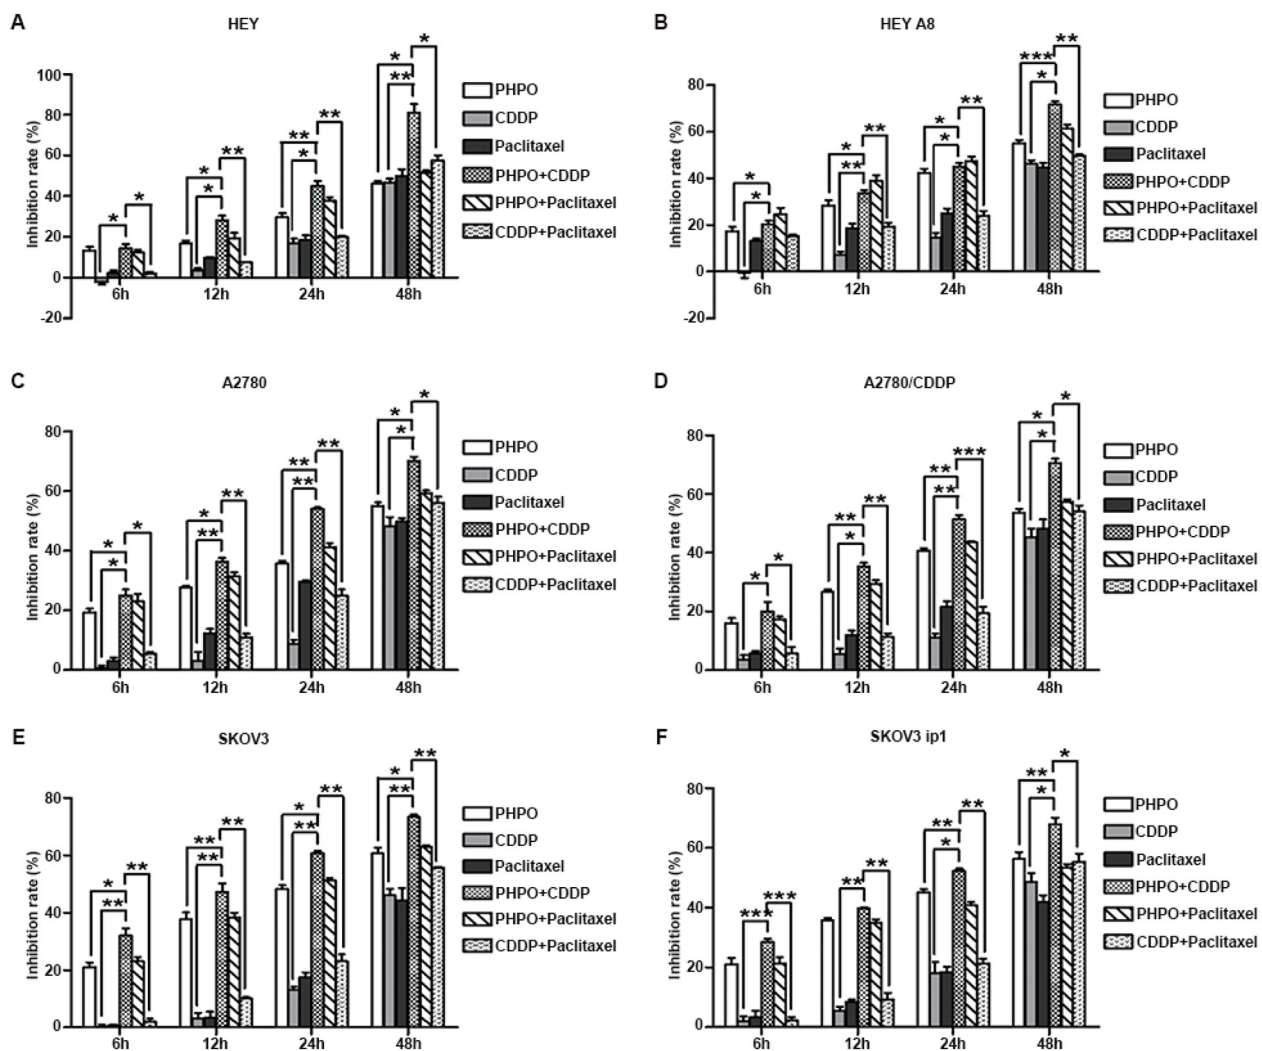 A
HEY
Inhibition rate (%)
100
80
60
40
20
0
-20
* * * * ** ** * ** * ** *
6h 12h 24h 48h
PHPO
CDDP
Paclitaxel
PHPO+CDDP
PHPO+Paclitaxel
CDDP+Paclitaxel
B
HEY A8
Inhibition rate (%)
80
60
40
20
0
-20
* * * ** ** * * ** *** * **
6h 12h 24h 48h
PHPO
CDDP
Paclitaxel
PHPO+CDDP
PHPO+Paclitaxel
CDDP+Paclitaxel
C
A2780
Inhibition rate (%)
80
60
40
20
0
* * * * ** ** ** ** ** * * *
6h 12h 24h 48h
PHPO
CDDP
Paclitaxel
PHPO+CDDP
PHPO+Paclitaxel
CDDP+Paclitaxel
D
A2780/CDDP
Inhibition rate (%)
80
60
40
20
0
* * ** * ** ** ** *** * * *
6h 12h 24h 48h
PHPO
CDDP
Paclitaxel
PHPO+CDDP
PHPO+Paclitaxel
CDDP+Paclitaxel
E
SKOV3
Inhibition rate (%)
80
60
40
20
0
* ** ** ** ** ** * ** ** * ** **
6h 12h 24h 48h
PHPO
CDDP
Paclitaxel
PHPO+CDDP
PHPO+Paclitaxel
CDDP+Paclitaxel
F
SKOV3 ip1
Inhibition rate (%)
80
60
40
20
0
*** *** ** ** ** * ** ** * *
6h 12h 24h 48h
PHPO
CDDP
Paclitaxel
PHPO+CDDP
PHPO+Paclitaxel
CDDP+Paclitaxel